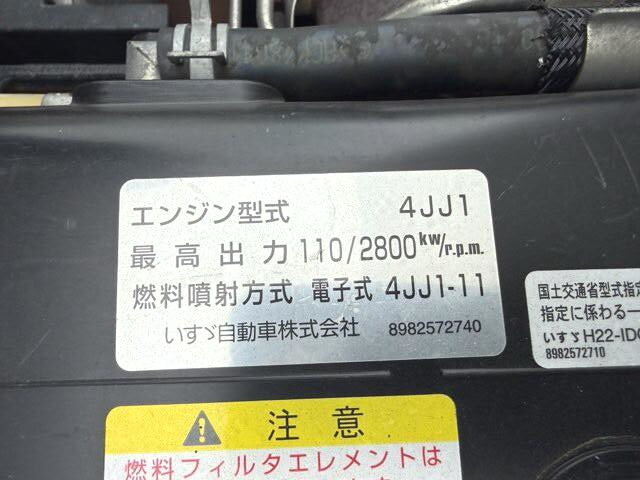 エンジン型式 4JJ1
最高出力 110/2800kw/r.p.m.
燃料噴射方式 電子式 4JJ1-11
いすゞ自動車株式会社 8982572740
国土交通省型式指定
指定に係わる一
いすゞH22-ID
8982572710
注意
燃料フィルタエレメントは